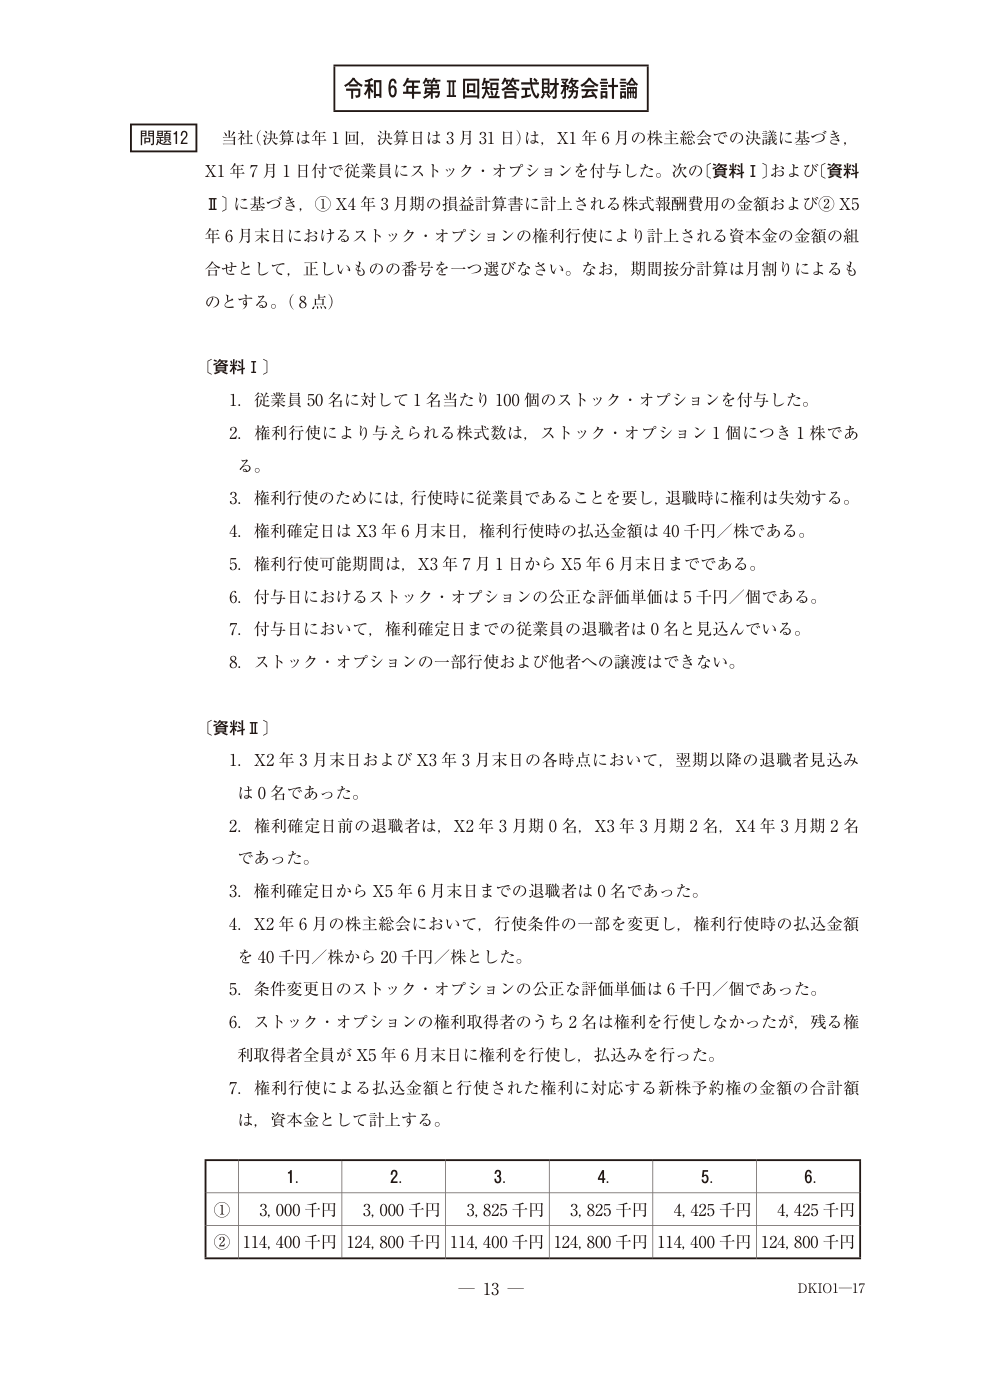 令和6年第Ⅱ回短答式財務会計論
問題12 当社(決算は年1回，決算日は3月31日)は，X1年6月の株主総会での決議に基づき，
X1年7月1日付で従業員にストック・オプションを付与した。次の〔資料Ⅰ〕および〔資料
Ⅱ〕に基づき，① X4年3月期の損益計算書に計上される株式報酬費用の金額および② X5
年6月末日におけるストック・オプションの権利行使により計上される資本金の金額の組
合せとして，正しいものの番号を一つ選びなさい。なお，期間按分計算は月割りによるも
のとする。(8点)
〔資料Ⅰ〕
1. 従業員50名に対して1名当たり100個のストック・オプションを付与した。
2. 権利行使により与えられる株式数は，ストック・オプション1個につき1株であ
る。
3. 権利行使のためには，行使時に従業員であることを要し，退職時に権利は失効する。
4. 権利確定日はX3年6月末日，権利行使時の払込金額は40千円／株である。
5. 権利行使可能期間は，X3年7月1日からX5年6月末日までである。
6. 付与日におけるストック・オプションの公正な評価単価は5千円／個である。
7. 付与日において，権利確定日までの従業員の退職者は0名と見込んでいる。
8. ストック・オプションの一部行使および他者への譲渡はできない。
〔資料Ⅱ〕
1. X2年3月末日およびX3年3月末日の各時点において，翌期以降の退職者見込み
は0名であった。
2. 権利確定日前の退職者は，X2年3月期0名，X3年3月期2名，X4年3月期2名
であった。
3. 権利確定日からX5年6月末日までの退職者は0名であった。
4. X2年6月の株主総会において，行使条件の一部を変更し，権利行使時の払込金額
を40千円／株から20千円／株とした。
5. 条件変更日のストック・オプションの公正な評価単価は6千円／個であった。
6. ストック・オプションの権利取得者のうち2名は権利を行使しなかったが，残る権
利取得者全員がX5年6月末日に権利を行使し，払込みを行った。
7. 権利行使による払込金額と行使された権利に対応する新株予約権の金額の合計額
は，資本金として計上する。
1. 2. 3. 4. 5. 6.
① 3,000千円 3,000千円 3,825千円 3,825千円 4,425千円 4,425千円
② 114,400千円 124,800千円 114,400千円 124,800千円 114,400千円 124,800千円
— 13 — DKIO1—17